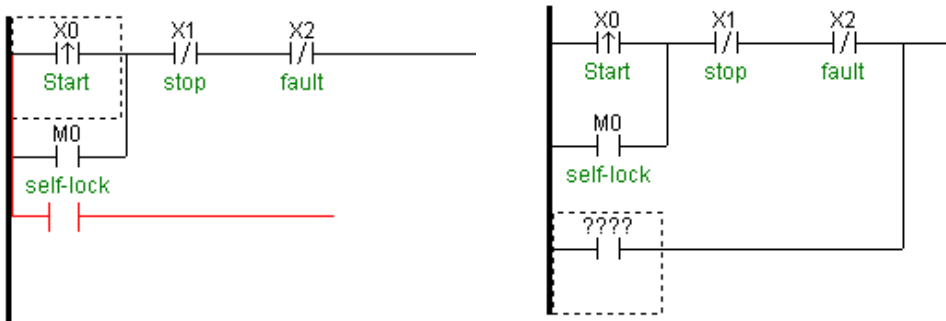 X0 X1 X2
Start stop fault
M0
self-lock
X0 X1 X2
Start stop fault
M0
self-lock
????